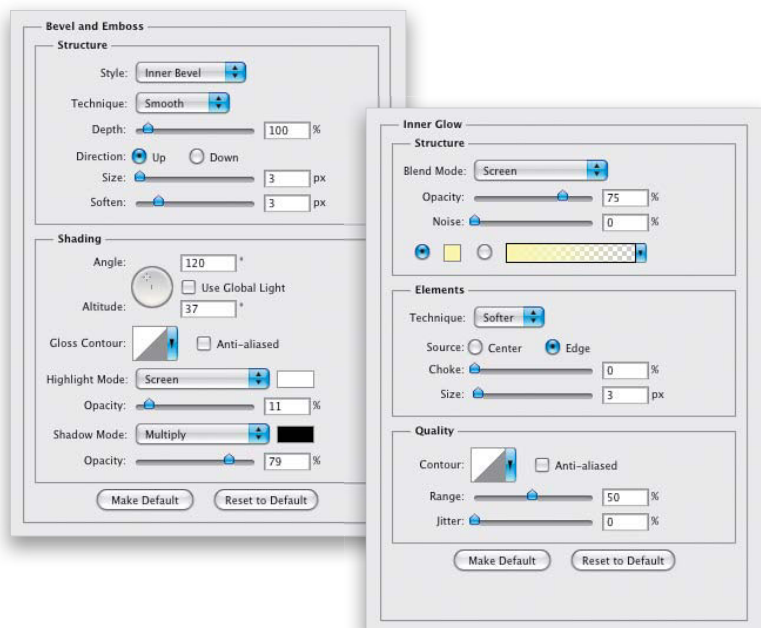 Bevel and Emboss
Structure
Style: Inner Bevel
Technique: Smooth
Depth: 100 %
Direction: Up Down
Size: 3 px
Soften: 3 px
Shading
Angle: 120 °
Use Global Light
Altitude: 37 °
Gloss Contour: Anti-aliased
Highlight Mode: Screen
Opacity: 11 %
Shadow Mode: Multiply
Opacity: 79 %
Make Default Reset to Default
Inner Glow
Structure
Blend Mode: Screen
Opacity: 75 %
Noise: 0 %
Elements
Technique: Softer
Source: Center Edge
Choke: 0 %
Size: 3 px
Quality
Contour: Anti-aliased
Range: 50 %
Jitter: 0 %
Make Default Reset to Default